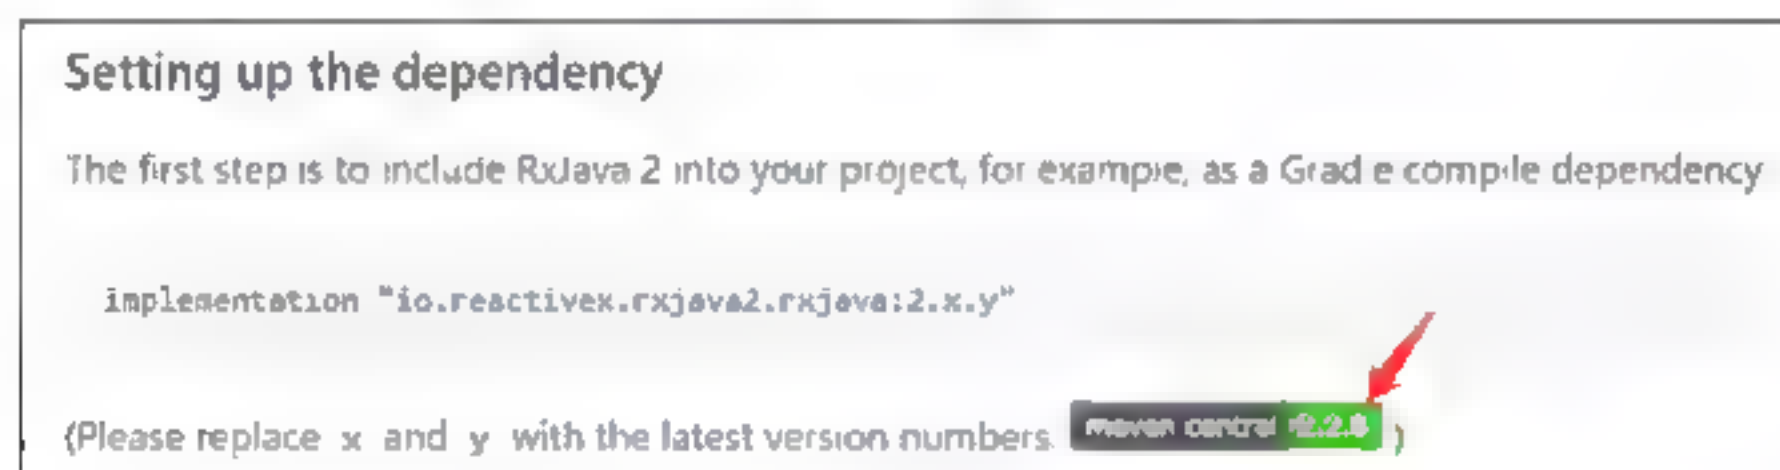 Setting up the dependency
The first step is to include RxJava 2 into your project, for example, as a Gradle compile dependency
implementation "io.reactivex.rxjava2.rxjava:2.x.y"
(Please replace x and y with the latest version numbers. maven central )